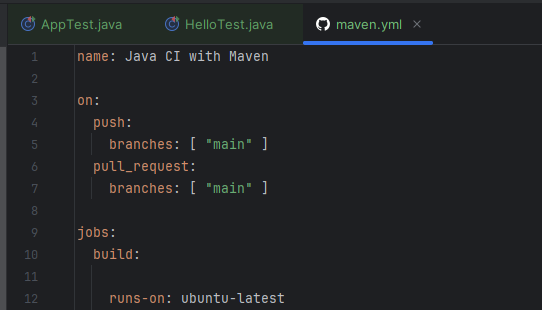 AppTest.java HelloTest.java maven.yml
1 name: Java CI with Maven
2
3 on:
4   push:
5     branches: [ "main" ]
6   pull_request:
7     branches: [ "main" ]
8
9 jobs:
10   build:
11
12     runs-on: ubuntu-latest